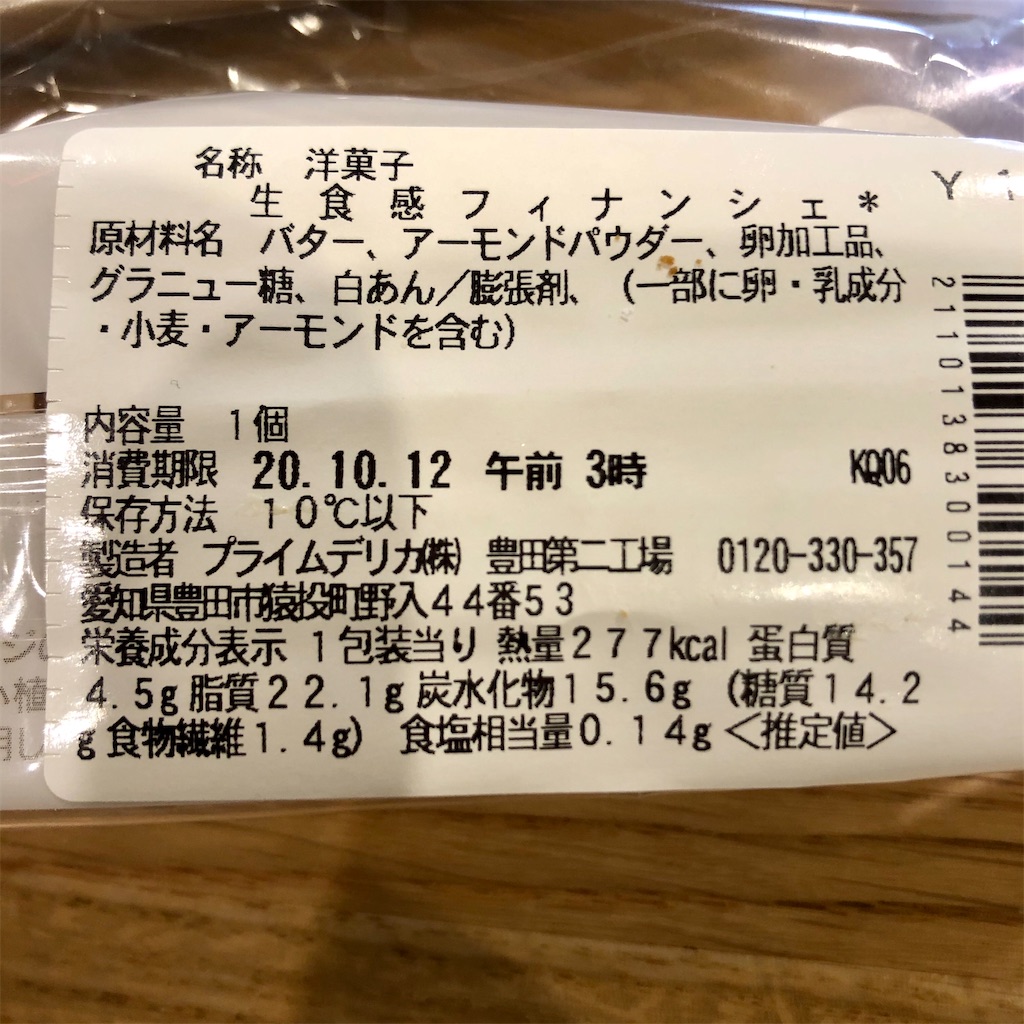 名称 洋菓子
生食感フィナンシェ*
原材料名 バター、アーモンドパウダー、卵加工品、
グラニュー糖、白あん/膨張剤、(一部に卵・乳成分
・小麦・アーモンドを含む)
内容量 1個
消費期限 20.10.12 午前 3時 KQ06
保存方法 10℃以下
製造者 プライムデリカ(株) 豊田第二工場 0120-330-357
愛知県豊田市猿投町野入44番53
栄養成分表示 1包装当り 熱量277kcal 蛋白質
4.5g 脂質22.1g 炭水化物15.6g (糖質14.2
g 食物繊維1.4g) 食塩相当量0.14g <推定値>
Y 1
2110138300144